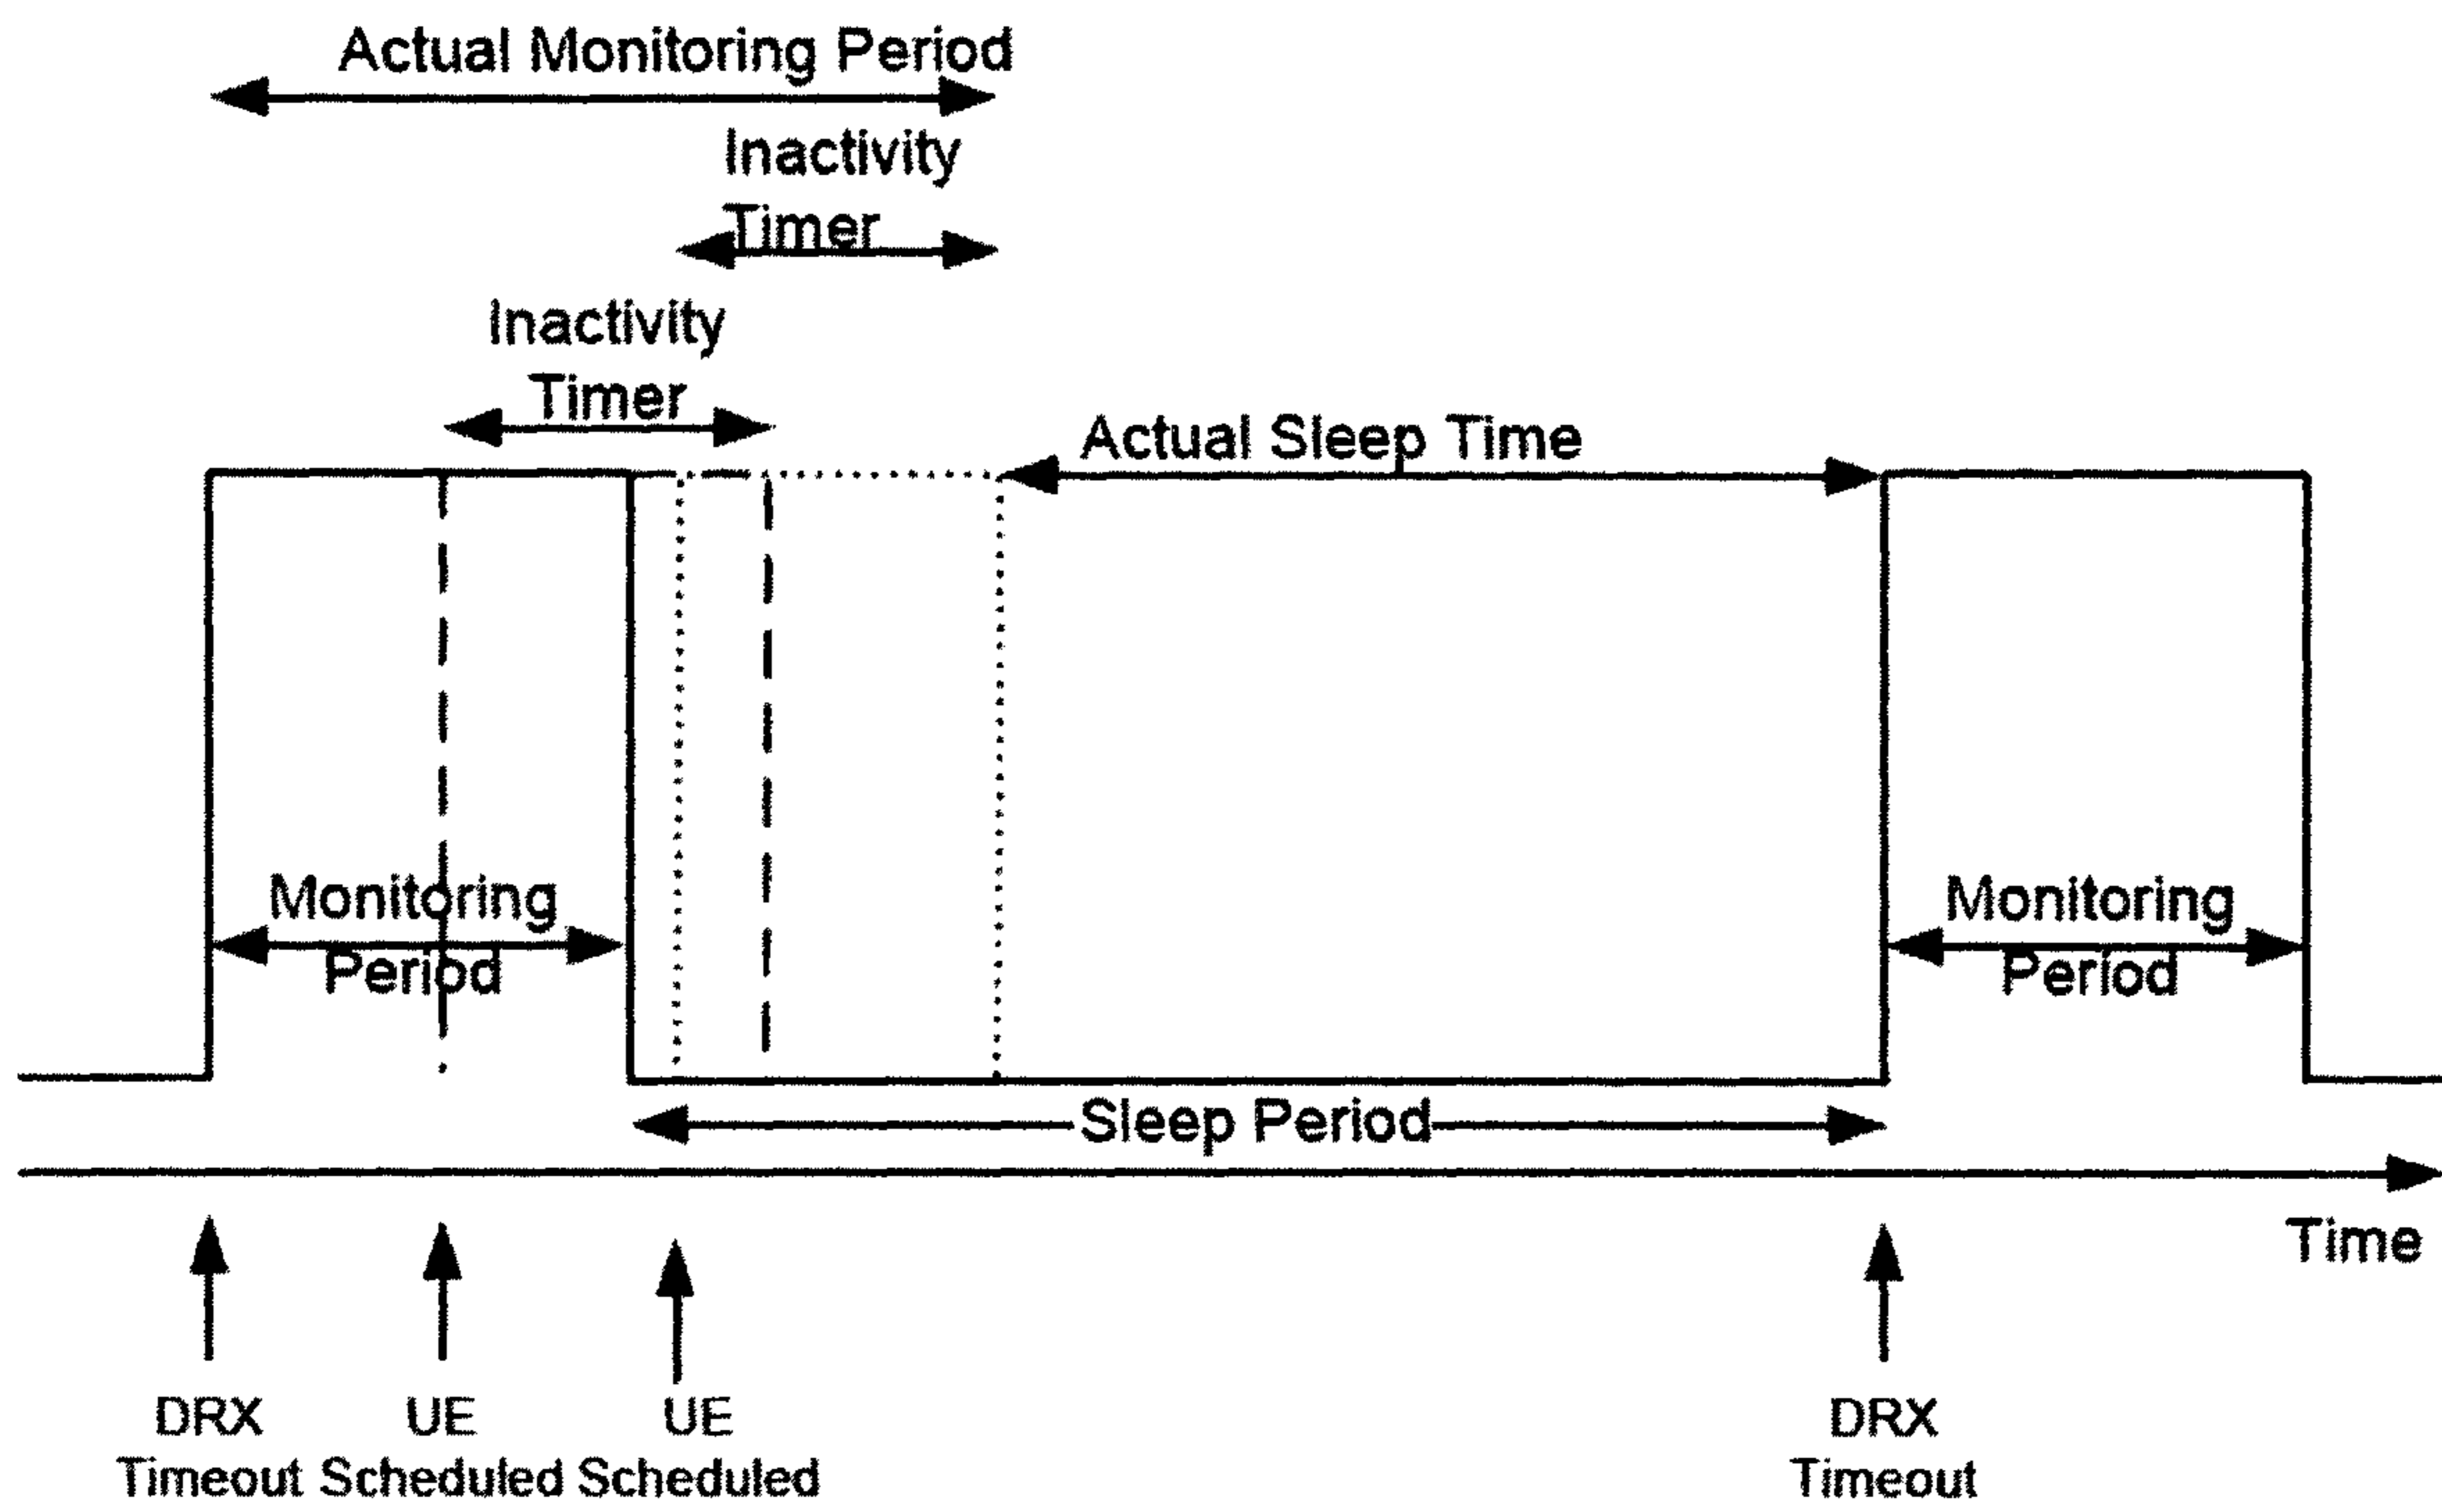 Actual Monitoring Period
Inactivity
Timer
Inactivity
Timer
Actual Sleep Time
Monitoring
Period
Monitoring
Period
Sleep Period
Time
DRX
Timeout
UE
Scheduled
UE
Scheduled
DRX
Timeout